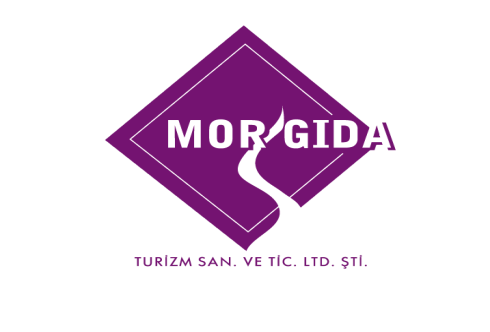 MOR GIDA
TURİZM SAN. VE TİC. LTD. ŞTİ.